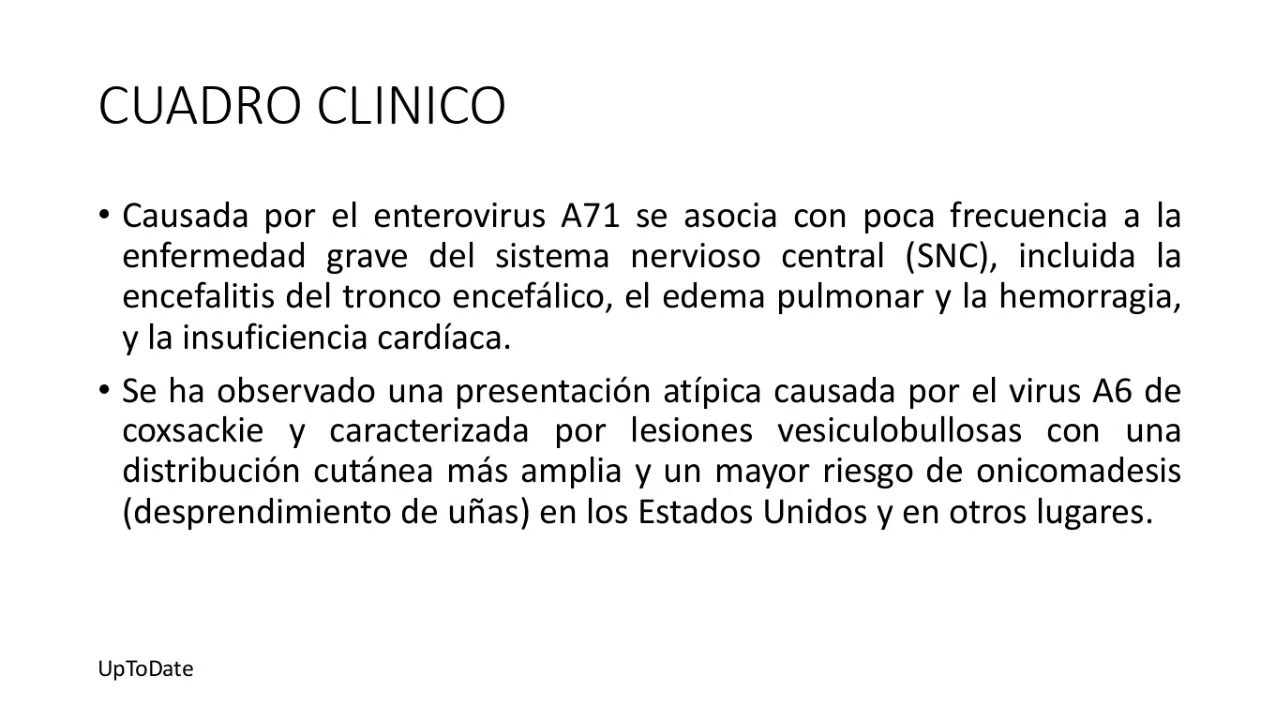 CUADRO CLINICO
• Causada por el enterovirus A71 se asocia con poca frecuencia a la
enfermedad grave del sistema nervioso central (SNC), incluida la
encefalitis del tronco encefálico, el edema pulmonar y la hemorragia,
y la insuficiencia cardíaca.
• Se ha observado una presentación atípica causada por el virus A6 de
coxsackie y caracterizada por lesiones vesiculobullosas con una
distribución cutánea más amplia y un mayor riesgo de onicomadesis
(desprendimiento de uñas) en los Estados Unidos y en otros lugares.
UpToDate